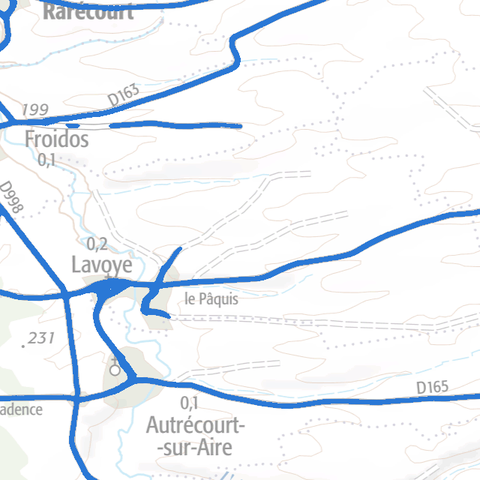 Rarécourt
D163
199
Froidos
0,1
D998
0,2
Lavoye
le Pâquis
231
D165
adence
0,1
Autrécourt-
-sur-Aire